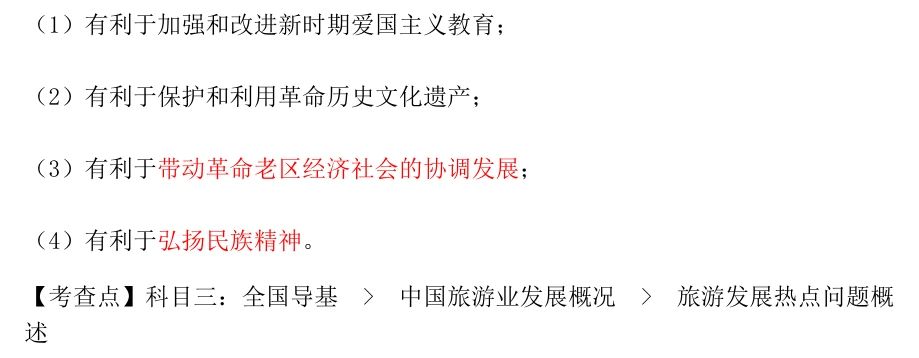 （1）有利于加强和改进新时期爱国主义教育；
（2）有利于保护和利用革命历史文化遗产；
（3）有利于带动革命老区经济社会的协调发展；
（4）有利于弘扬民族精神。
【考查点】科目三：全国导基 > 中国旅游业发展概况 > 旅游发展热点问题概
述